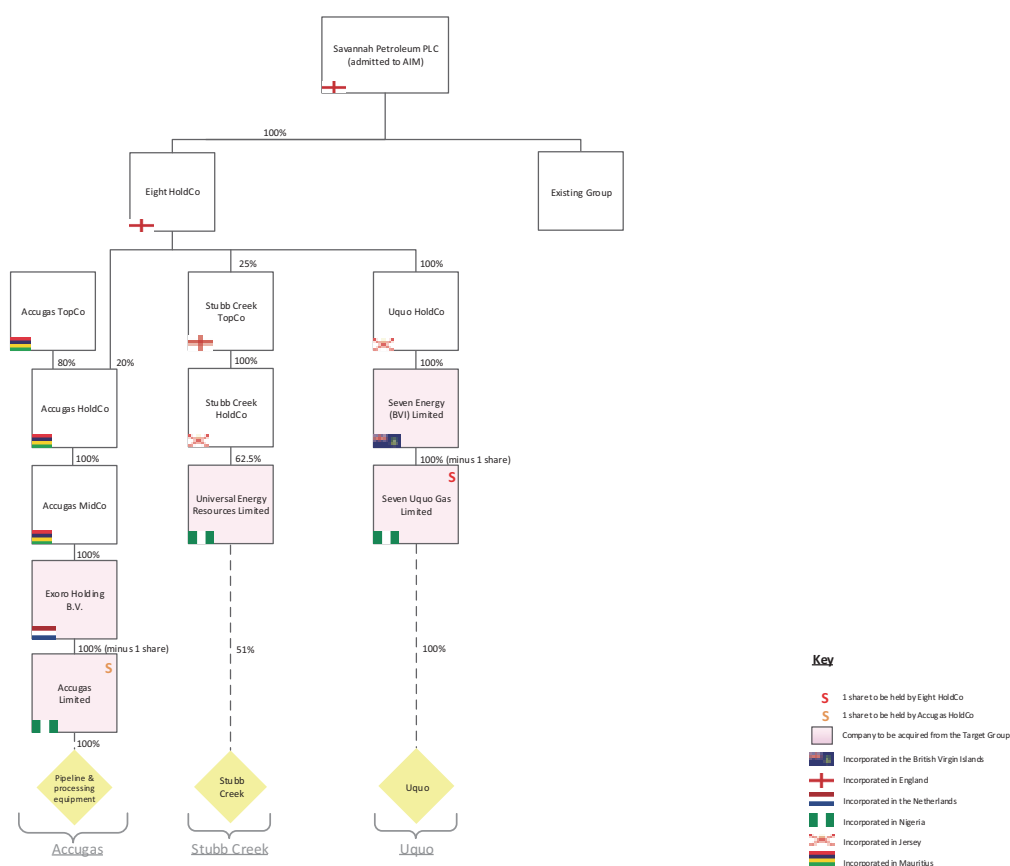 Savannah Petroleum PLC
(admitted to AIM)
100%
Eight HoldCo
Existing Group
25%
100%
Accugas TopCo
Stubb Creek
TopCo
Uquo HoldCo
80%
20%
100%
100%
Accugas HoldCo
Stubb Creek
HoldCo
Seven Energy
(BVI) Limited
100%
62.5%
100% (minus 1 share)
Accugas MidCo
Universal Energy
Resources Limited
S
Seven Uquo Gas
Limited
100%
Exoro Holding
B.V.
100% (minus 1 share)
51%
100%
S
Accugas
Limited
100%
Pipeline &
processing
equipment
Stubb
Creek
Uquo
Accugas
Stubb Creek
Uquo
Key
S 1 share to be held by Eight HoldCo
S 1 share to be held by Accugas HoldCo
Company to be acquired from the Target Group
Incorporated in the British Virgin Islands
Incorporated in England
Incorporated in the Netherlands
Incorporated in Nigeria
Incorporated in Jersey
Incorporated in Mauritius